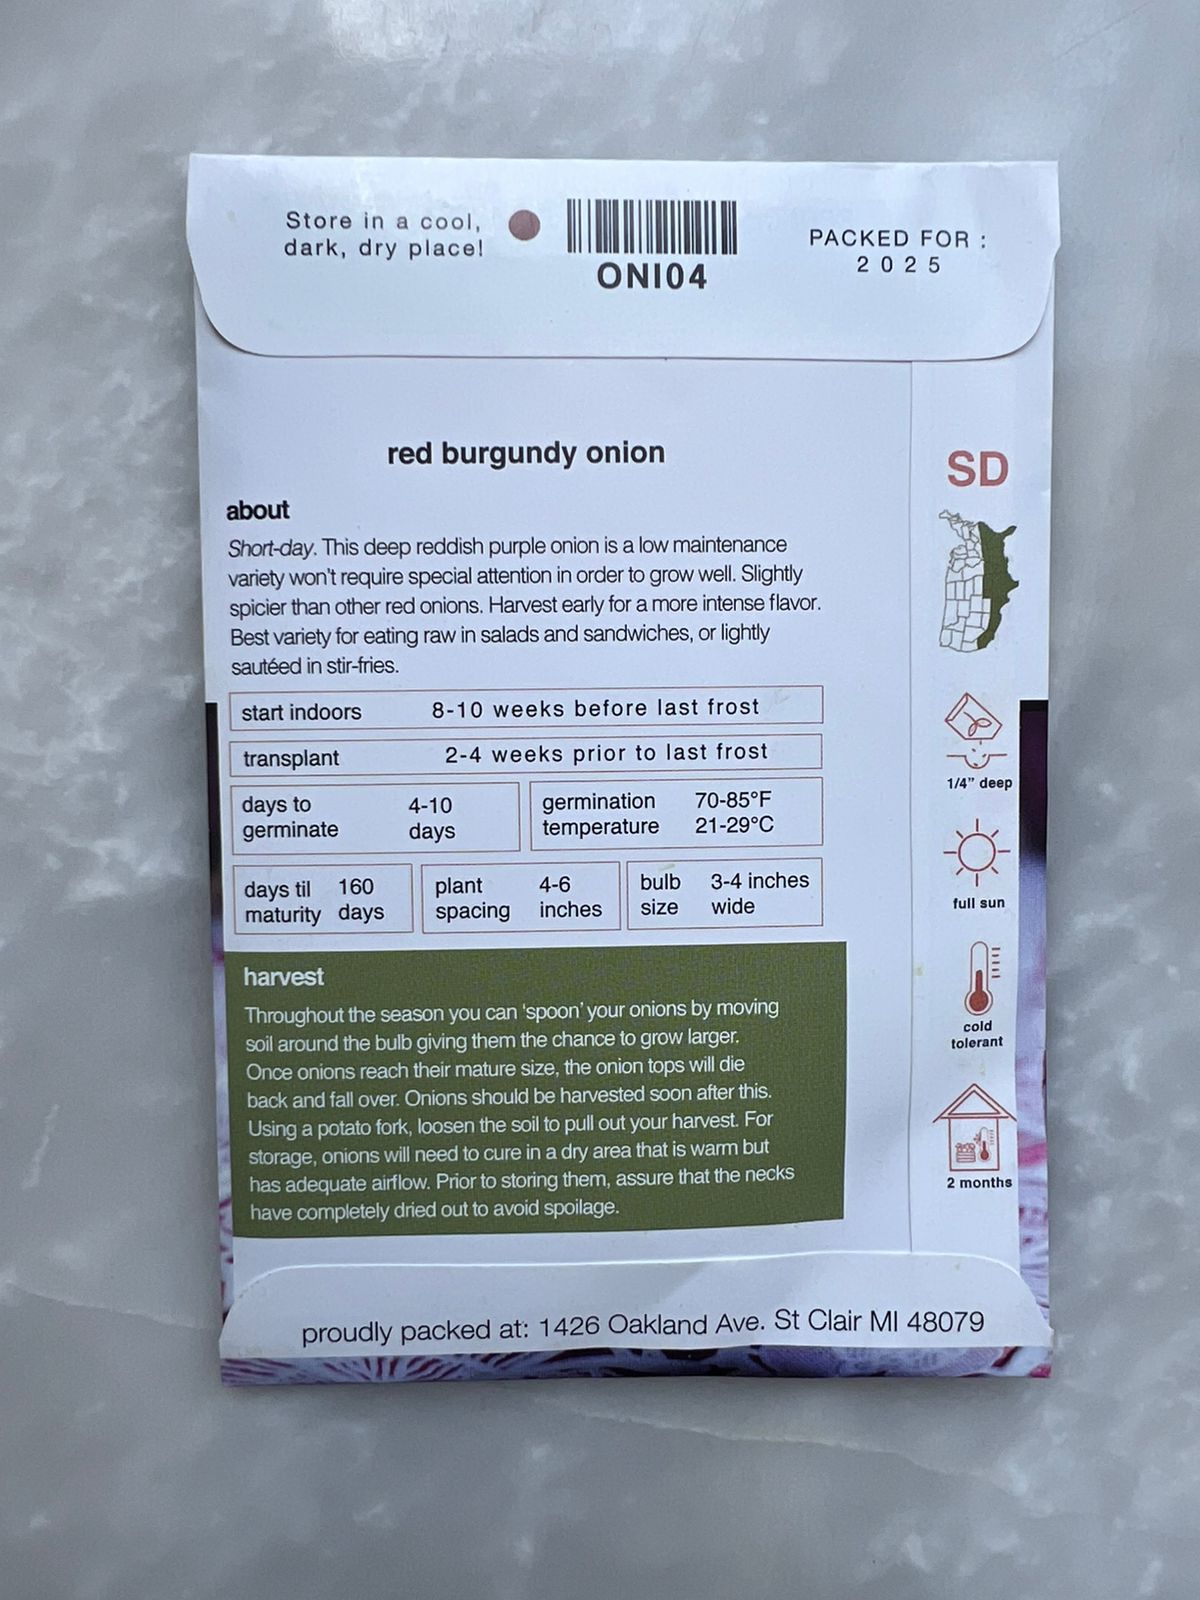 Store in a cool,
dark, dry place!
ONI04
PACKED FOR :
2025
red burgundy onion
about
Short-day. This deep reddish purple onion is a low maintenance
variety won't require special attention in order to grow well. Slightly
spicier than other red onions. Harvest early for a more intense flavor.
Best variety for eating raw in salads and sandwiches, or lightly
sautéed in stir-fries.
start indoors 8-10 weeks before last frost
transplant 2-4 weeks prior to last frost
days to 4-10
germinate days
germination 70-85°F
temperature 21-29°C
days til 160
maturity days
plant 4-6
spacing inches
bulb 3-4 inches
size wide
harvest
Throughout the season you can 'spoon' your onions by moving
soil around the bulb giving them the chance to grow larger.
Once onions reach their mature size, the onion tops will die
back and fall over. Onions should be harvested soon after this.
Using a potato fork, loosen the soil to pull out your harvest. For
storage, onions will need to cure in a dry area that is warm but
has adequate airflow. Prior to storing them, assure that the necks
have completely dried out to avoid spoilage.
SD
1/4” deep
full sun
cold
tolerant
2 months
proudly packed at: 1426 Oakland Ave. St Clair MI 48079